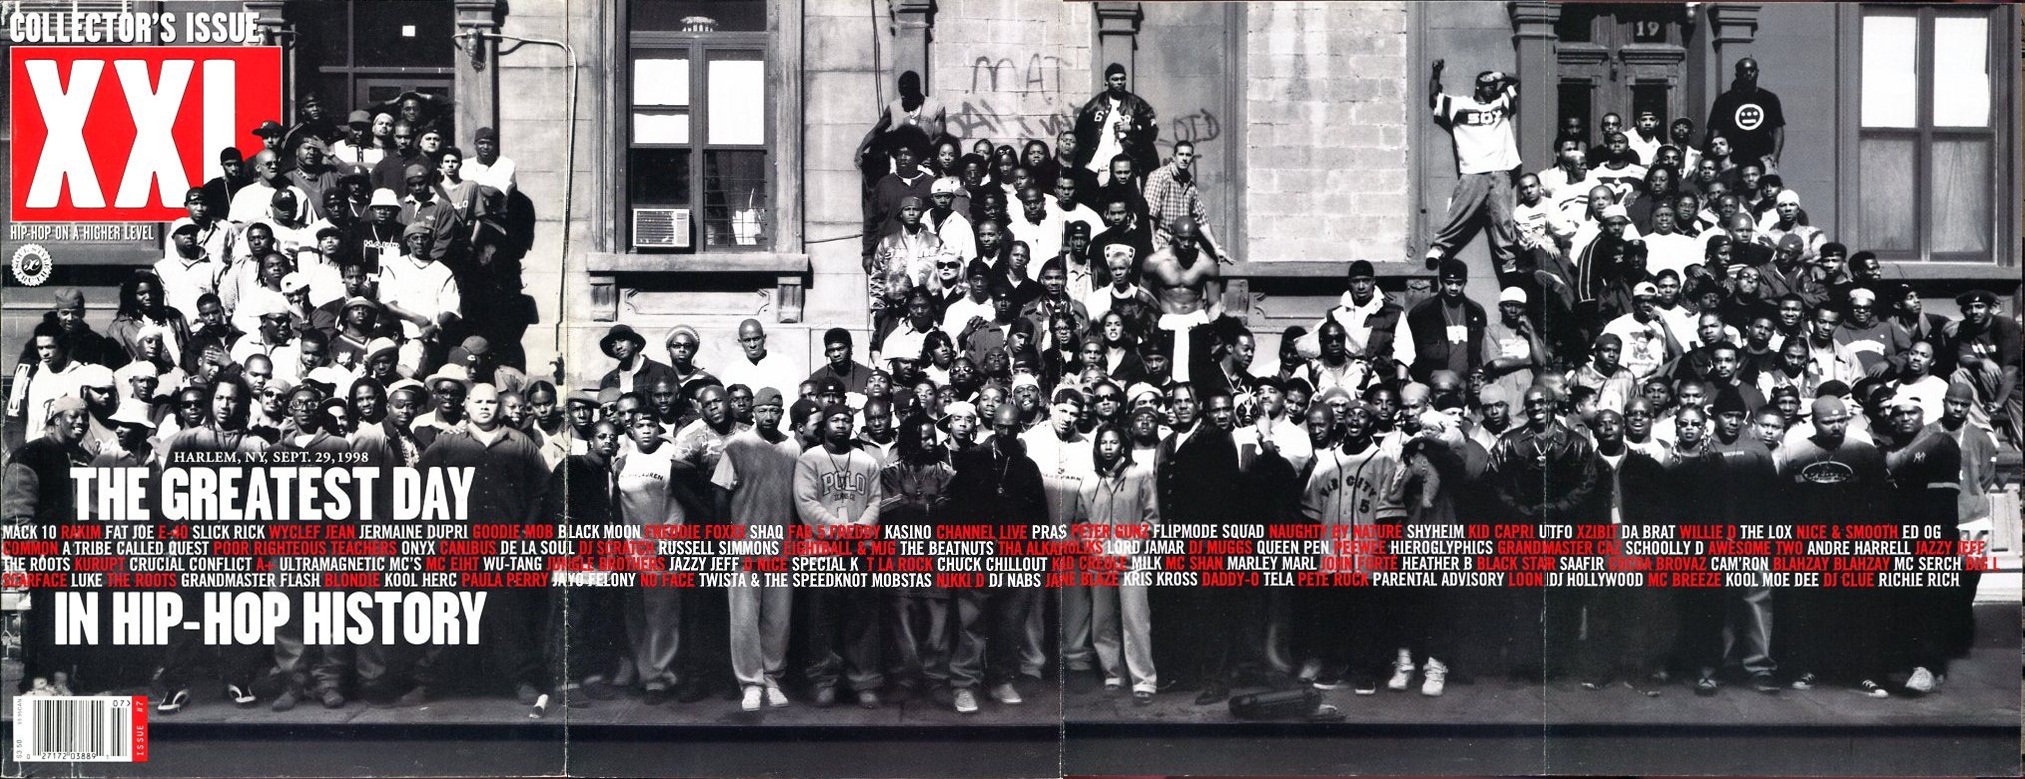 COLLECTOR'S ISSUE
XXL
HIP-HOP ON A HIGHER LEVEL
19
SOX
HARLEM, NY, SEPT. 29, 1998
THE GREATEST DAY
MACK 10 RAKIM FAT JOE E-40 SLICK RICK WYCLEF JEAN JERMAINE DUPRI GOODIE MOB BLACK MOON FREDDIE FOXXX SHAQ FAB 5 FREDDY KASINO CHANNEL LIVE PRAS PETER GUNZ FLIPMODE SQUAD NAUGHTY BY NATURE SHYHEIM KID CAPRI UTFO XZIBIT DA BRAT WILLIE D THE LOX NICE & SMOOTH ED OG
COMMON A TRIBE CALLED QUEST POOR RIGHTEOUS TEACHERS ONYX CANIBUS DE LA SOUL DJ SCRATCH RUSSELL SIMMONS EIGHTBALL & MJG THE BEATNUTS THA ALKAHOLIKS LORD JAMAR DJ MUGGS QUEEN PEN PEEWEE HIEROGLYPHICS GRANDMASTER CAZ SCHOOLLY D AWESOME TWO ANDRE HARRELL JAZZY JEFF
THE ROOTS KURUPT CRUCIAL CONFLICT A+ ULTRAMAGNETIC MC'S MC EIHT WU-TANG JUNGLE BROTHERS JAZZY JEFF D NICE SPECIAL K T LA ROCK CHUCK CHILLOUT KID CREOLE MILK MC SHAN MARLEY MARL JOHN FORTE HEATHER B BLACK STAR SAAFIR COCOA BROVAZ CAM'RON BLAHZAY BLAHZAY MC SERCH BIG L
SCARFACE LUKE THE ROOTS GRANDMASTER FLASH BLONDIE KOOL HERC PAULA PERRY JAYO FELONY NO FACE TWISTA & THE SPEEDKNOT MOBSTAS NIKKI D DJ NABS JANE BLAZE KRIS KROSS DADDY-O TELA PETE ROCK PARENTAL ADVISORY LOON DJ HOLLYWOOD MC BREEZE KOOL MOE DEE DJ CLUE RICHIE RICH
IN HIP-HOP HISTORY
POLO
07>
0 27172 03889
ISSUE #7